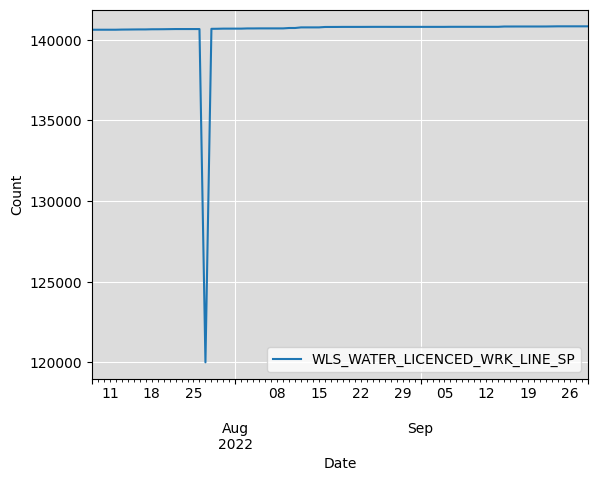 140000
135000
130000
125000
120000
Count
WLS_WATER_LICENCED_WRK_LINE_SP
11 18 25 08 15 22 29 05 12 19 26
Aug Sep
2022
Date